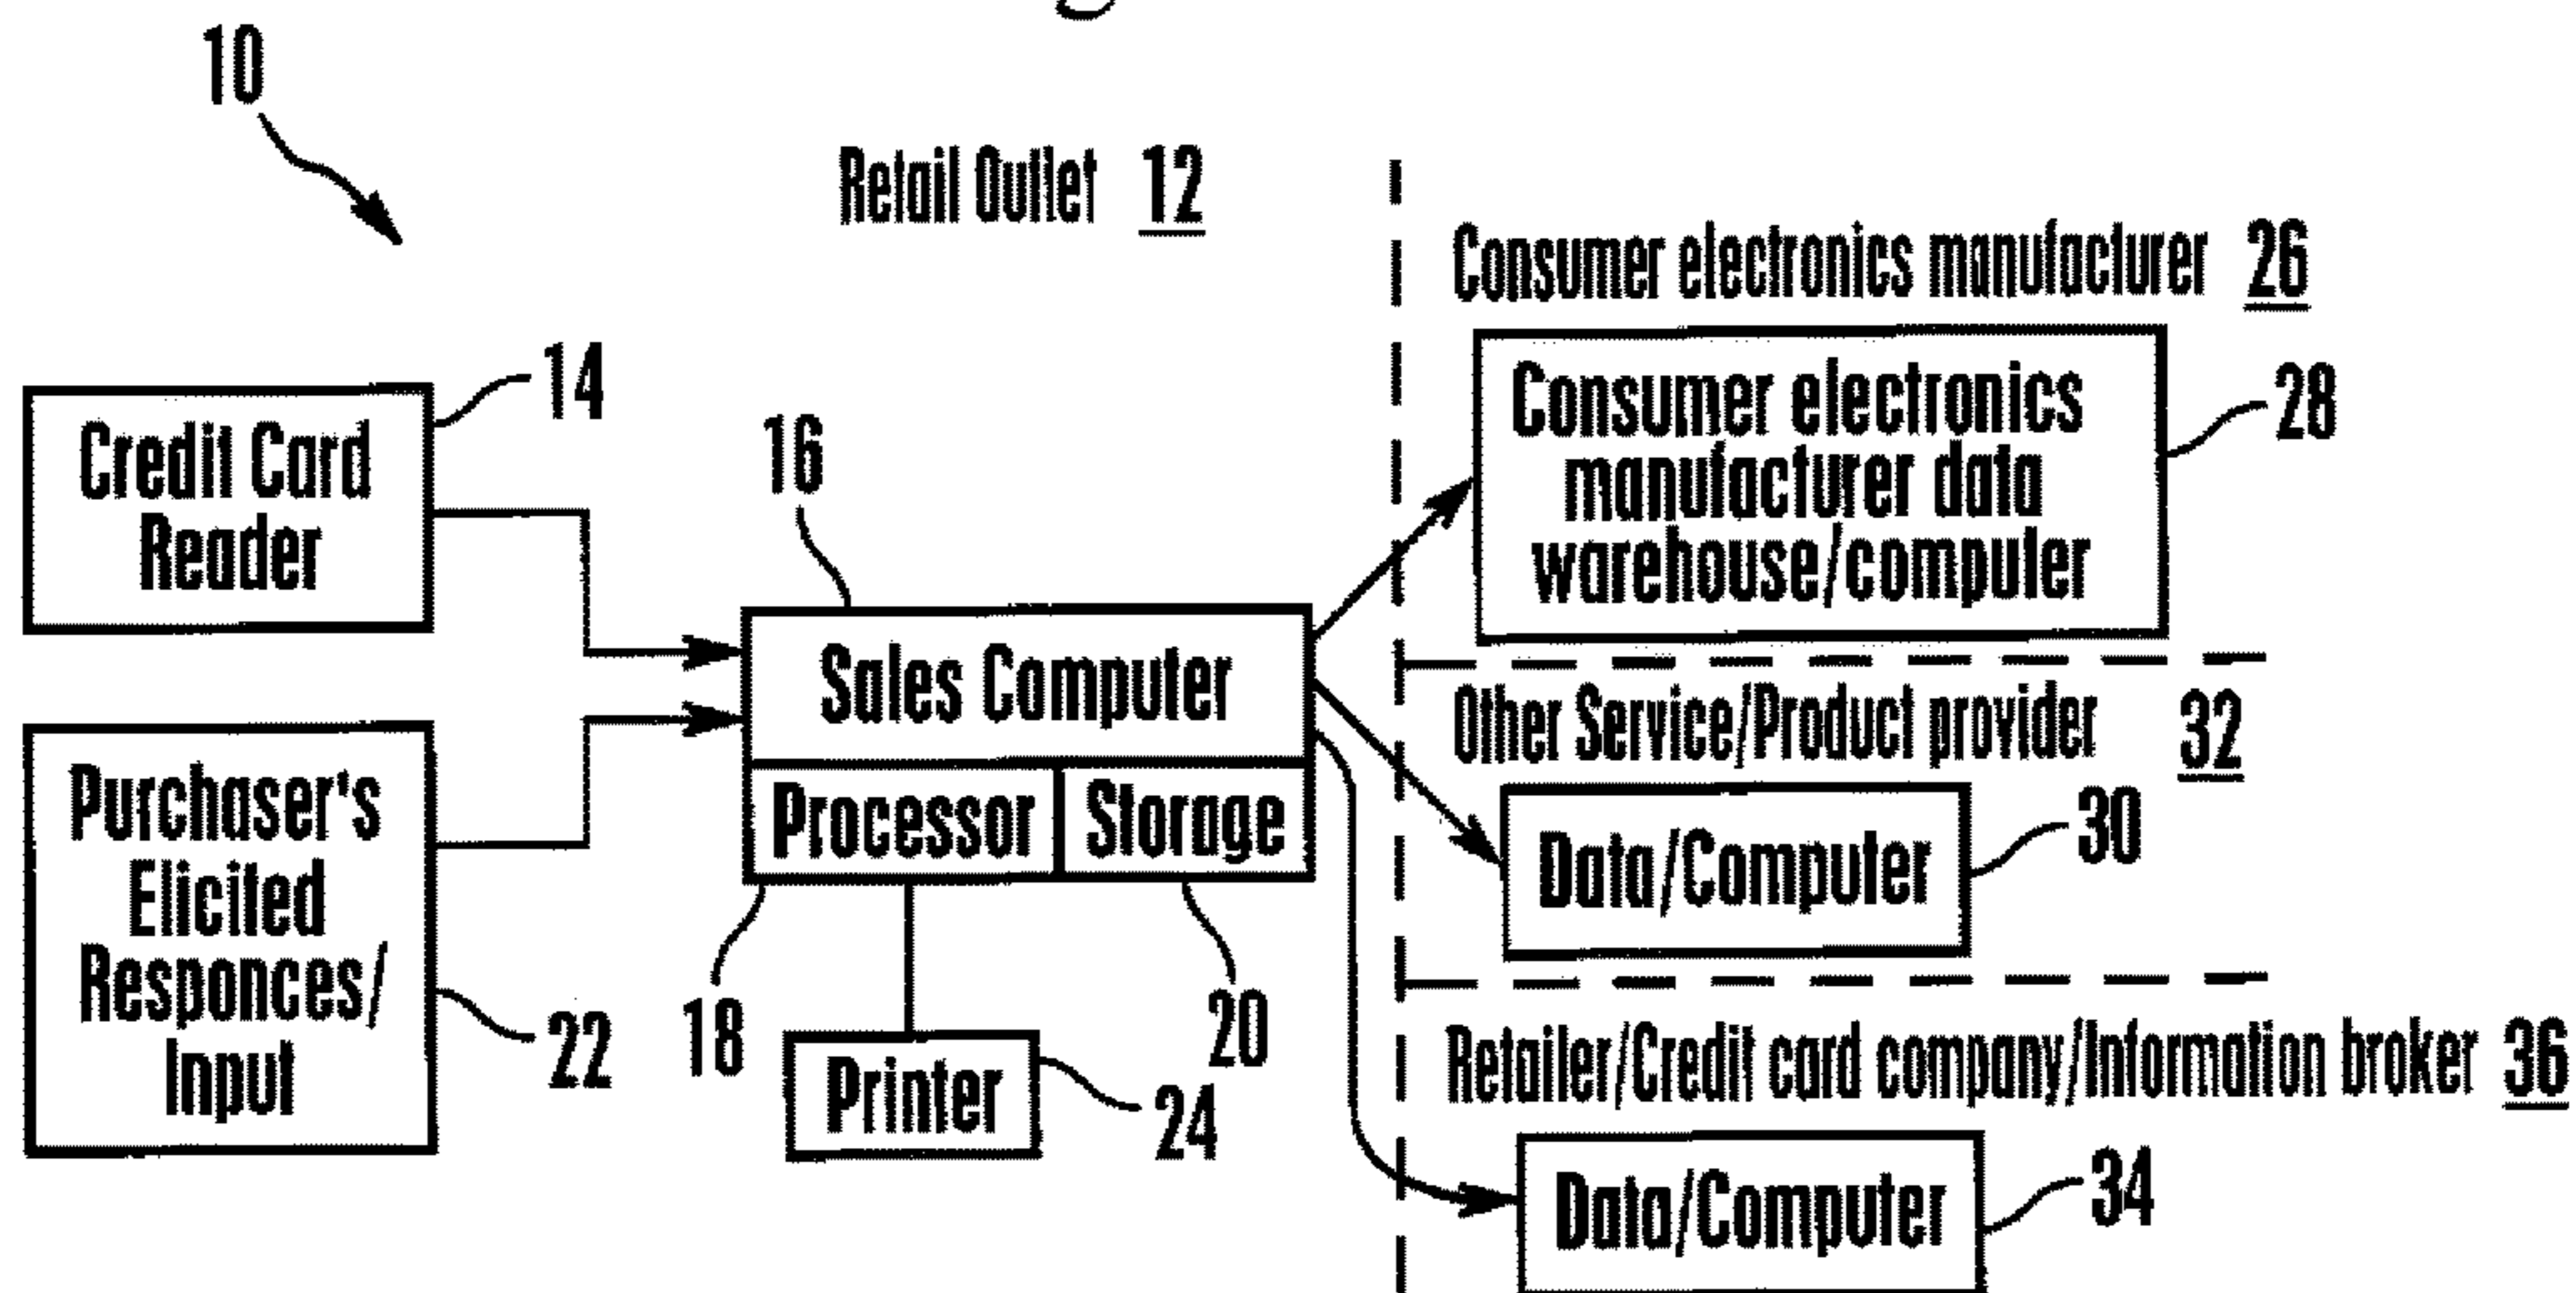 10
Retail Outlet 12
Consumer electronics manufacturer 26
14
Credit Card
Reader
16
Consumer electronics
manufacturer data
warehouse/computer
28
Sales Computer
Processor
Storage
Other Service/Product provider 32
Purchaser's
Elicited
Responces/
Input
22
18
20
Printer
24
Data/Computer
30
Retailer/Credit card company/Information broker 36
Data/Computer
34